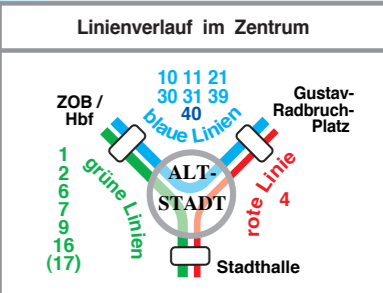 Linienverlauf im Zentrum
10 11 21
30 31 39
40
blaue Linien
ZOB /
Hbf
Gustav-
Radbruch-
Platz
1
2
6
7
9
16
(17)
grüne Linien
ALT-
STADT
rote Linie
4
Stadthalle